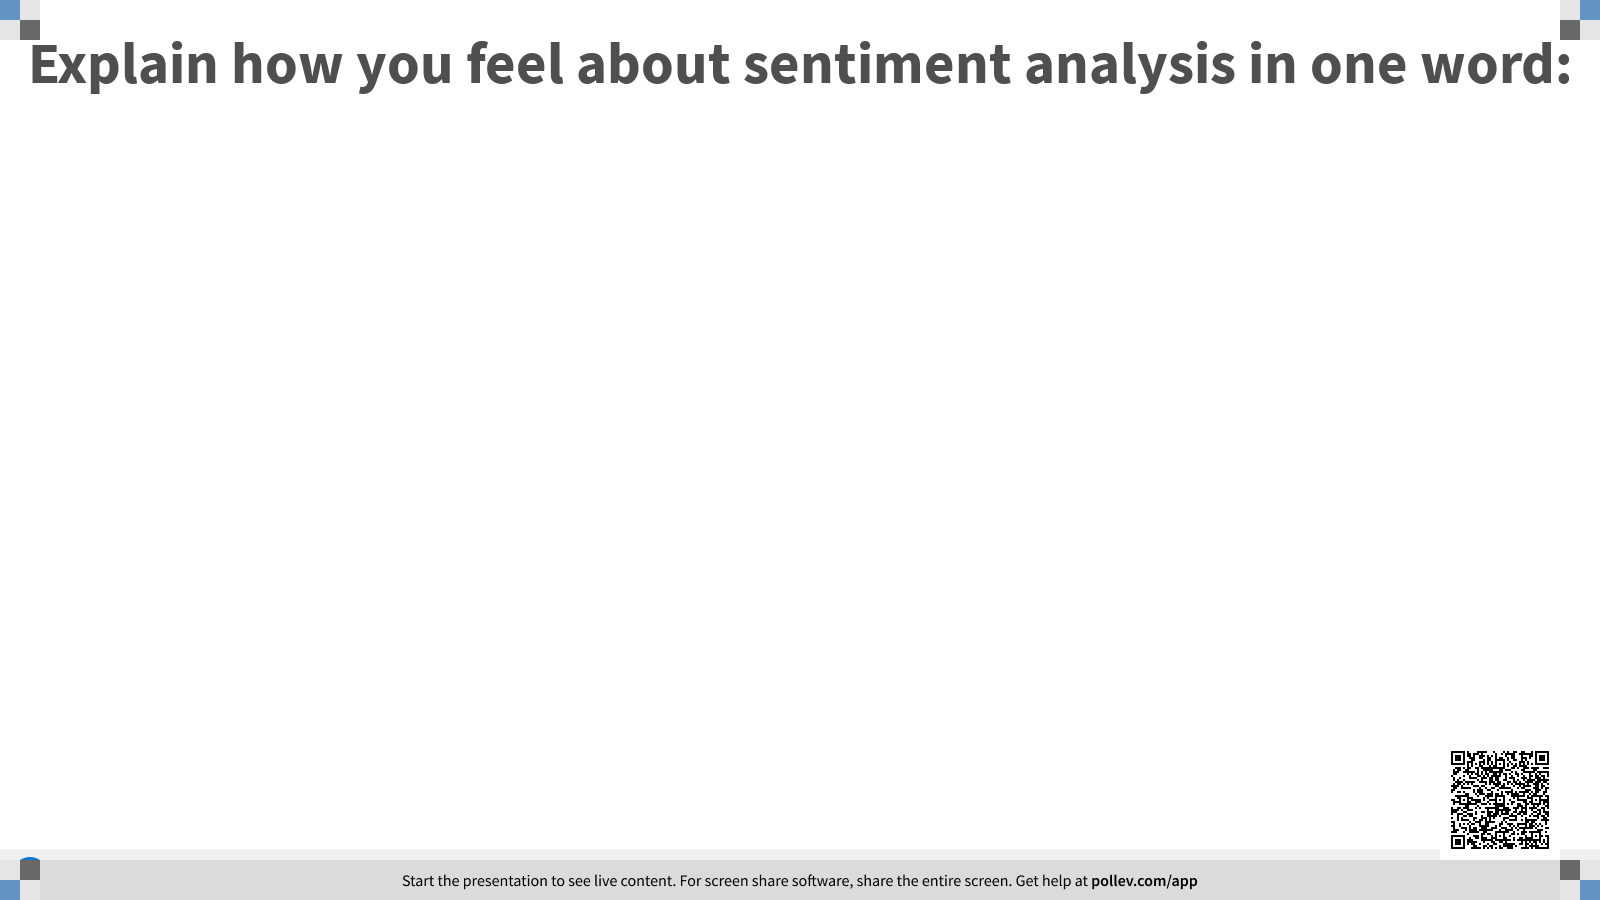 Explain how you feel about sentiment analysis in one word:
Start the presentation to see live content. For screen share software, share the entire screen. Get help at pollev.com/app